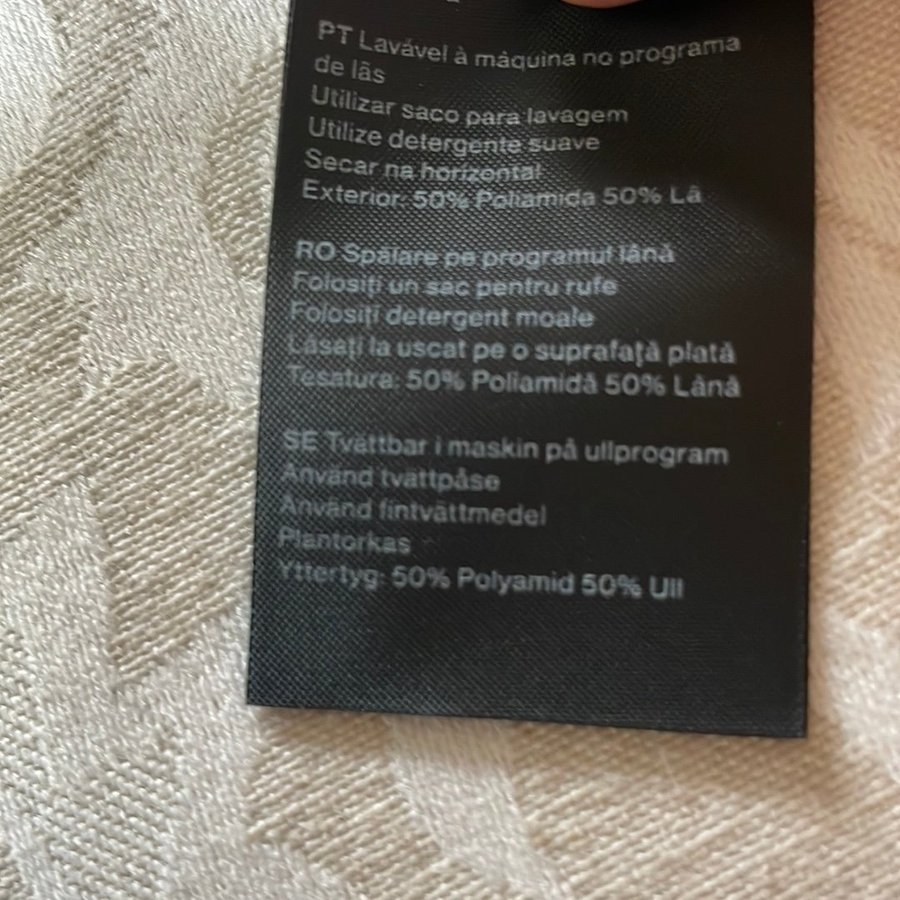 PT Lavável à máquina no programa
de lãs
Utilizar saco para lavagem
Utilize detergente suave
Secar na horizontal
Exterior: 50% Poliamida 50% Lã
RO Spălare pe programul lână
Folosiți un sac pentru rufe
Folosiți detergent moale
Lăsați la uscat pe o suprafață plată
Tesatura: 50% Poliamidă 50% Lână
SE Tvättbar i maskin på ullprogram
Använd tvättpåse
Använd fintvättmedel
Plantorkas
Yttertyg: 50% Polyamid 50% Ull